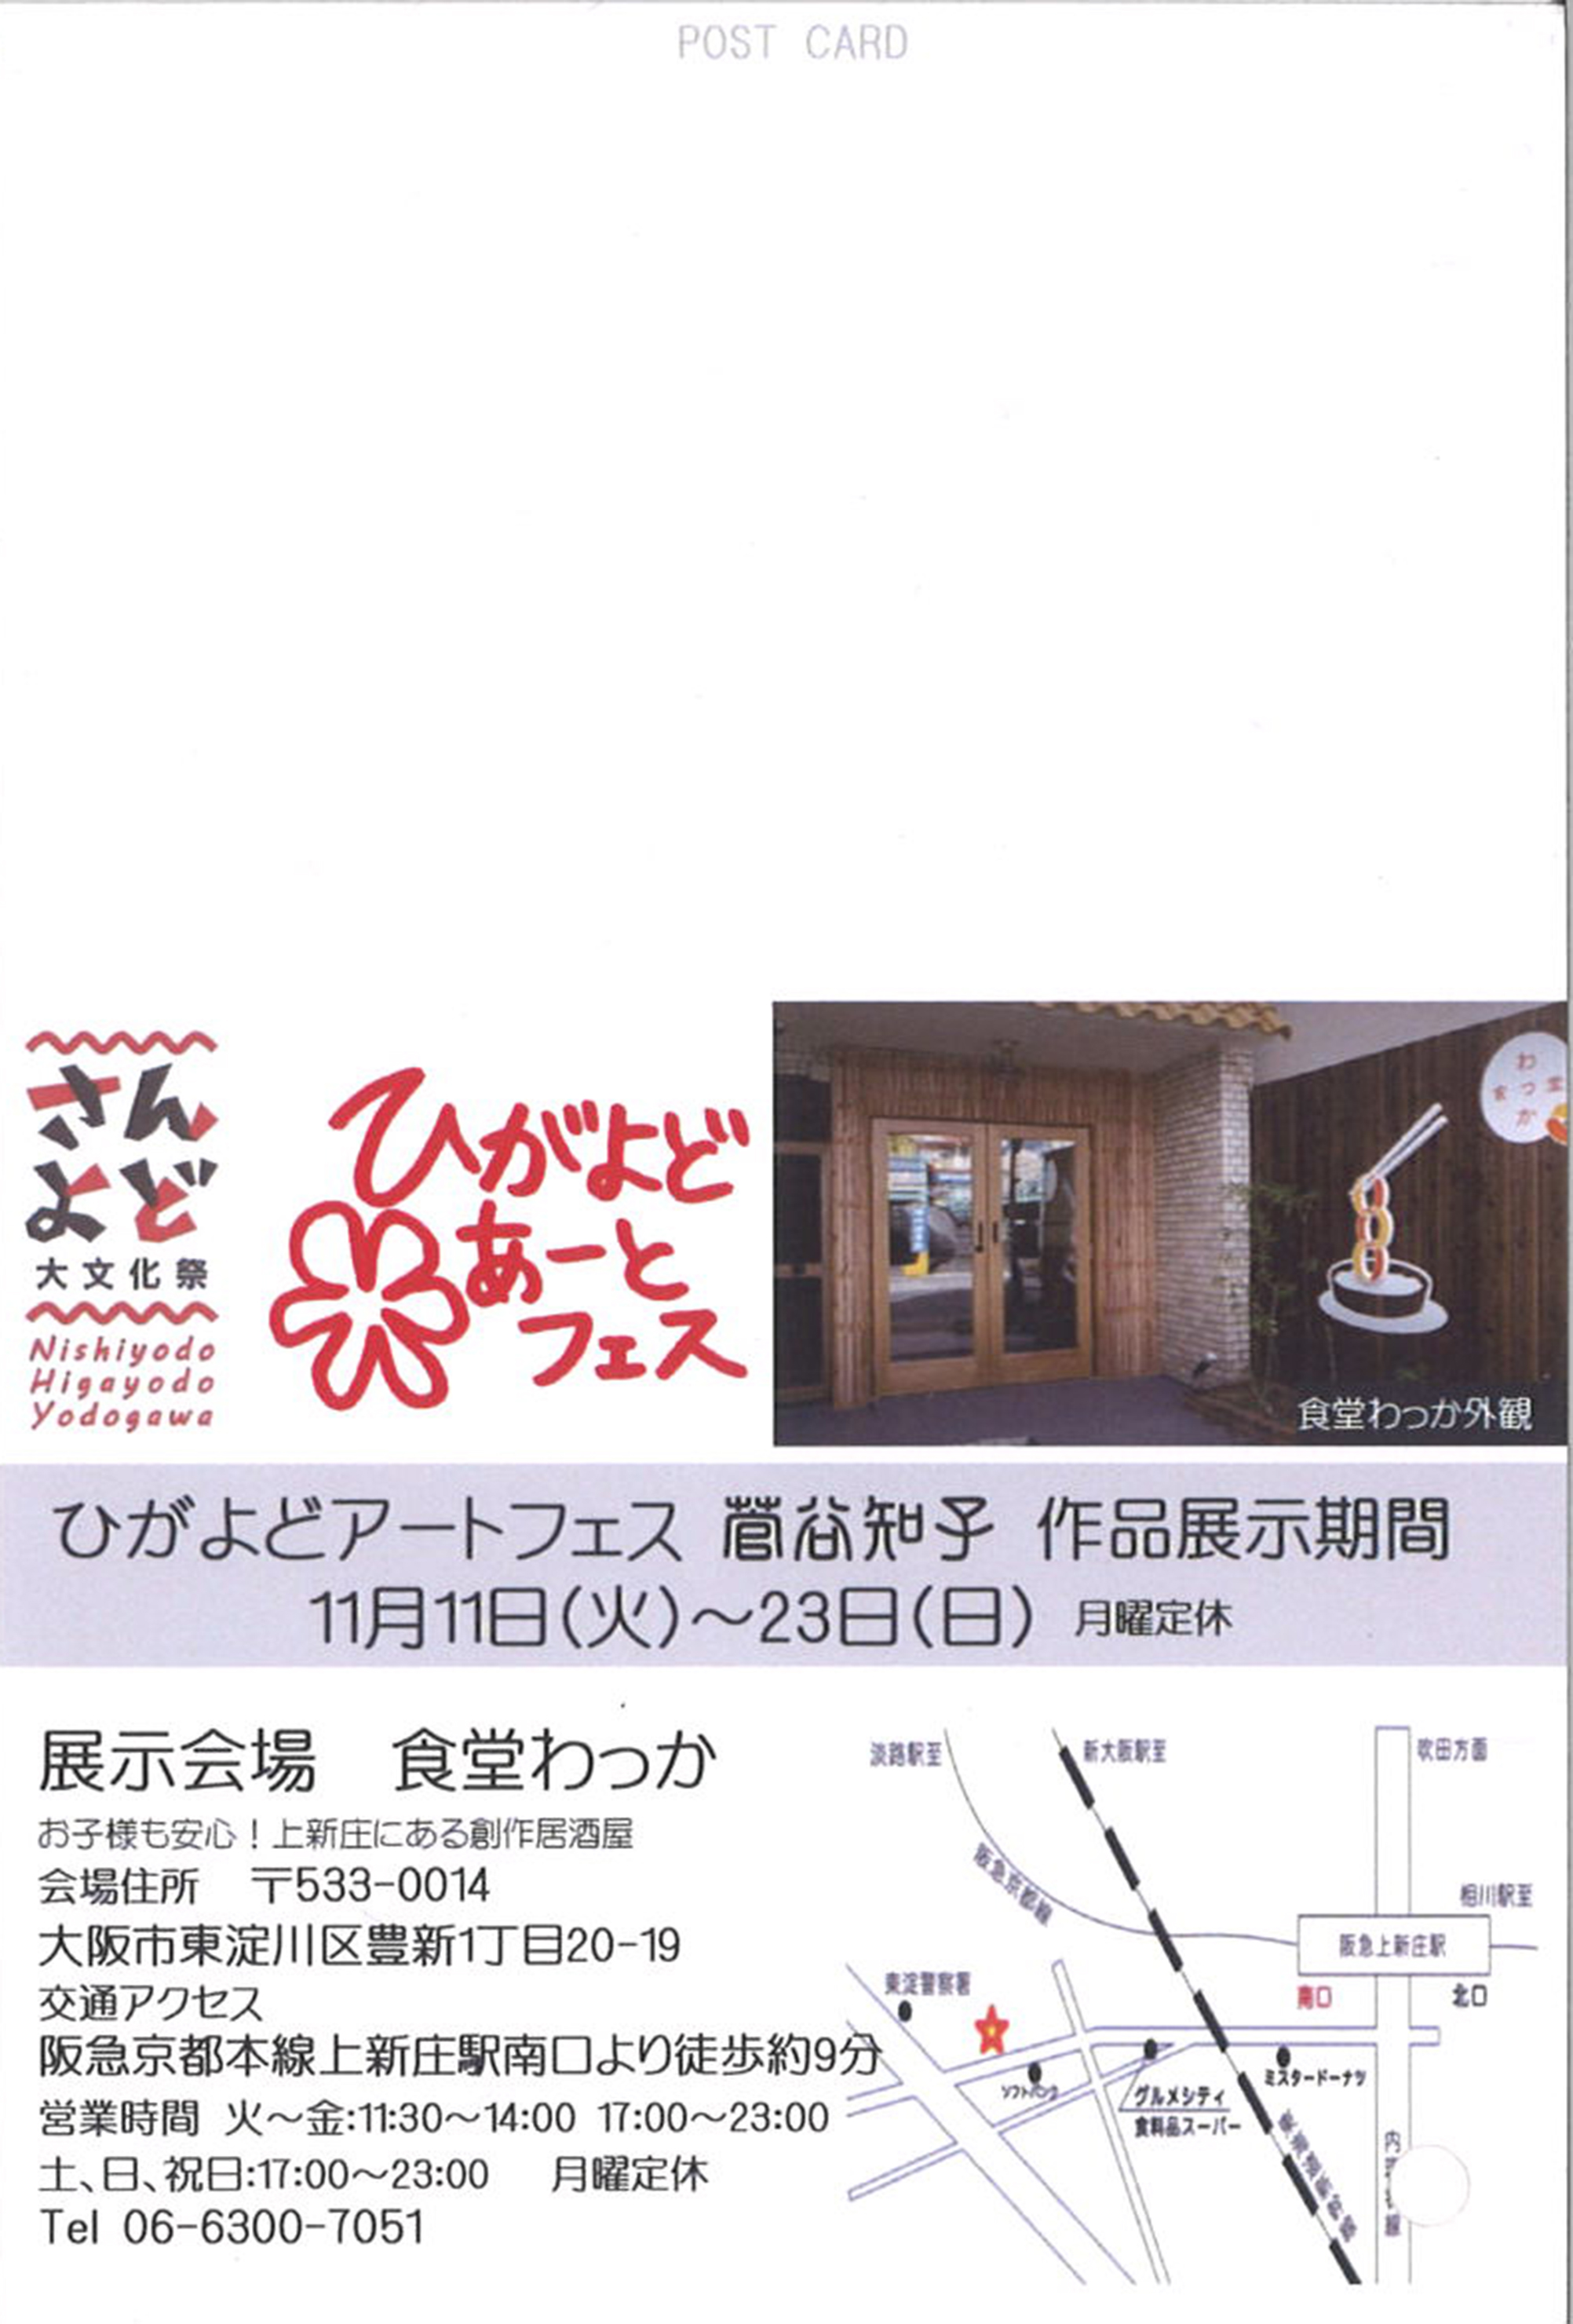 POST CARD
さん
よど
大文化祭
Nishiyodo
Higayodo
Yodogawa
ひがよど
あーと
フェス
わ
食っ堂
か
食堂わっか外観
ひがよどアートフェス 菅谷知子 作品展示期間
11月11日(火)~23日(日) 月曜定休
展示会場 食堂わっか
お子様も安心!上新庄にある創作居酒屋
会場住所 〒533-0014
大阪市東淀川区豊新1丁目20-19
交通アクセス
阪急京都本線上新庄駅南口より徒歩約9分
営業時間 火~金:11:30~14:00 17:00~23:00
土、日、祝日:17:00~23:00 月曜定休
Tel 06-6300-7051
淡路駅至
新大阪駅至
吹田方面
阪急京都線
相川駅至
阪急上新庄駅
南口
北口
東淀警察署
ソフトバンク
グルメシティ
食料品スーパー
ミスタードーナツ
東海道新幹線